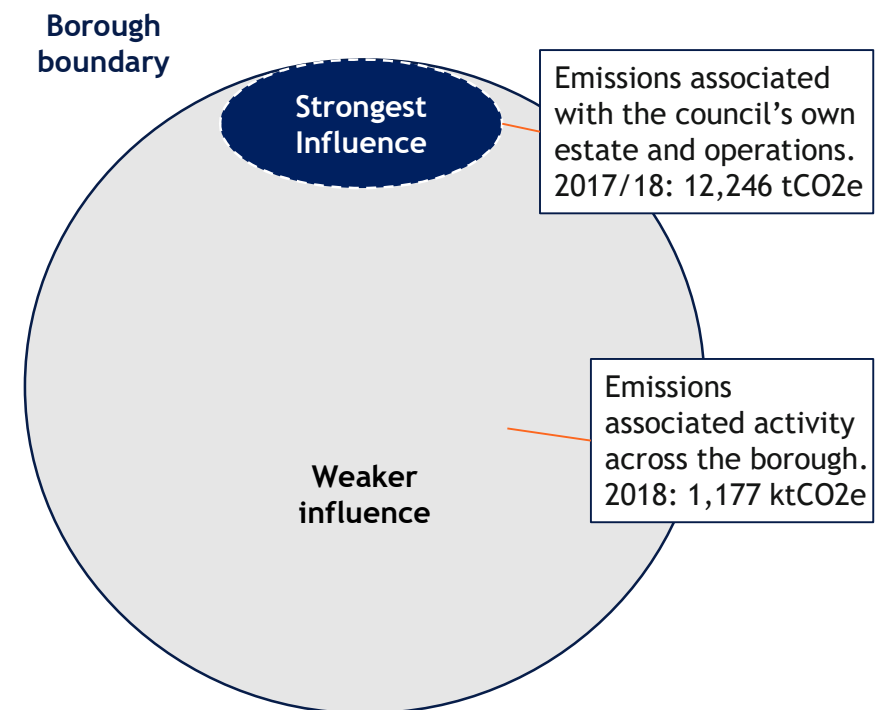 Borough
boundary
Strongest
Influence
Emissions associated
with the council's own
estate and operations.
2017/18: 12,246 tCO2e
Emissions
associated activity
across the borough.
2018: 1,177 ktCO2e
Weaker
influence